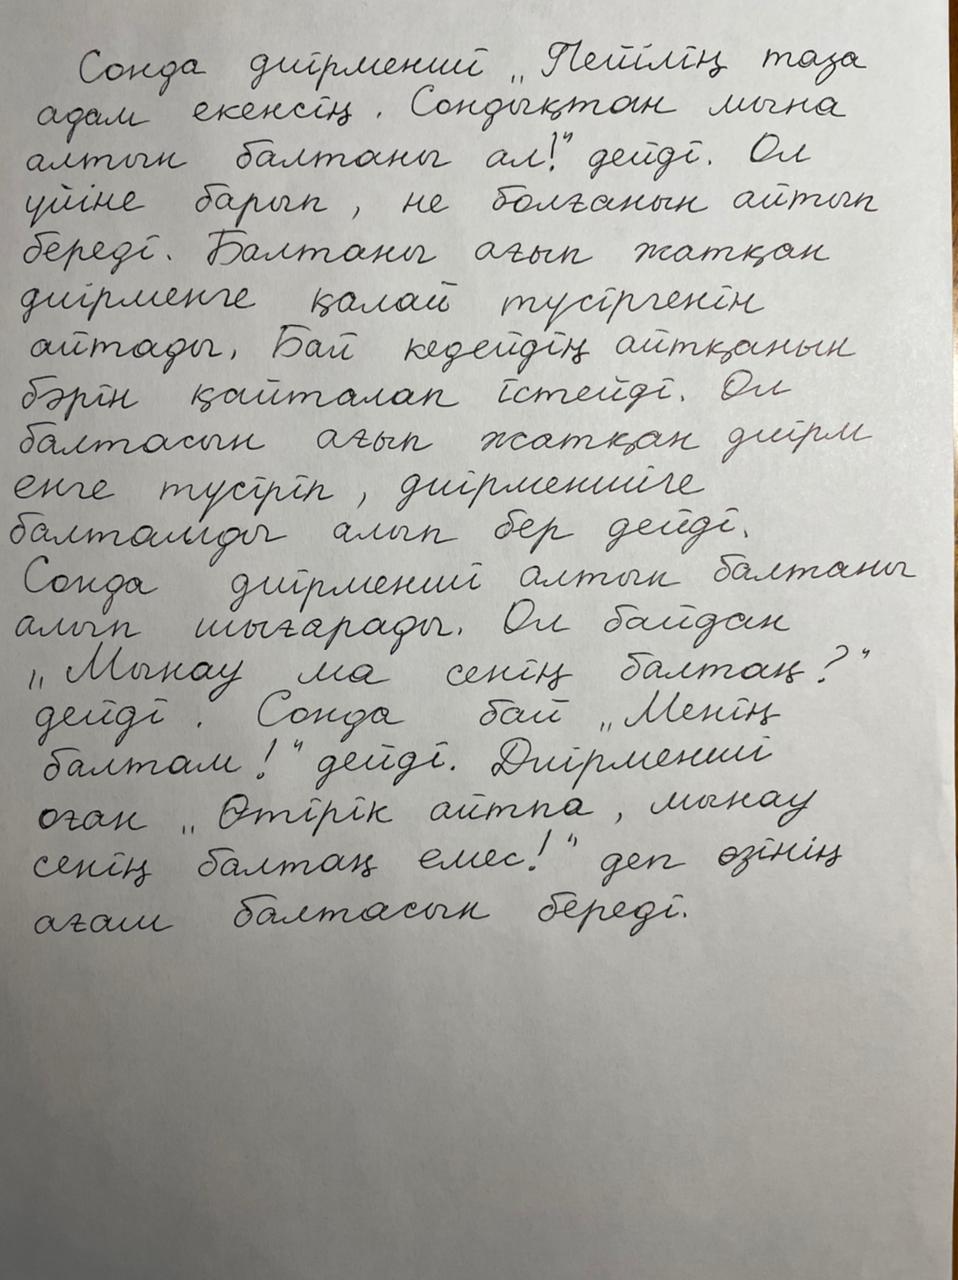 Сонда диірменші „Пейілің таза
адам екенсің. Сондықтан мына
алтын балтаны ал!“ дейді. Ол
үйіне барып, не болғанын айтып
береді. Балтаны ағып жатқан
диірменге қалай түсіргенін
айтады. Бай кедейдің айтқанын
бәрін қайталап істейді. Ол
балтасын ағып жатқан диірм
енге түсіріп, диірменшіге
балтамды алып бер дейді.
Сонда диірменші алтын балтаны
алып шығарады. Ол байдан
„Мынау ма сенің балтаң?“
дейді. Сонда бай „Менің
балтам!“ дейді. Диірменші
оған „Өтірік айтпа, мынау
сенің балтаң емес!“ деп өзінің
ағаш балтасын береді.